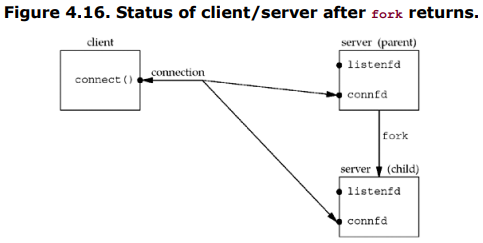 Figure 4.16. Status of client/server after fork returns.
client
server (parent)
connect()
connection
listenfd
connfd
fork
server (child)
listenfd
connfd